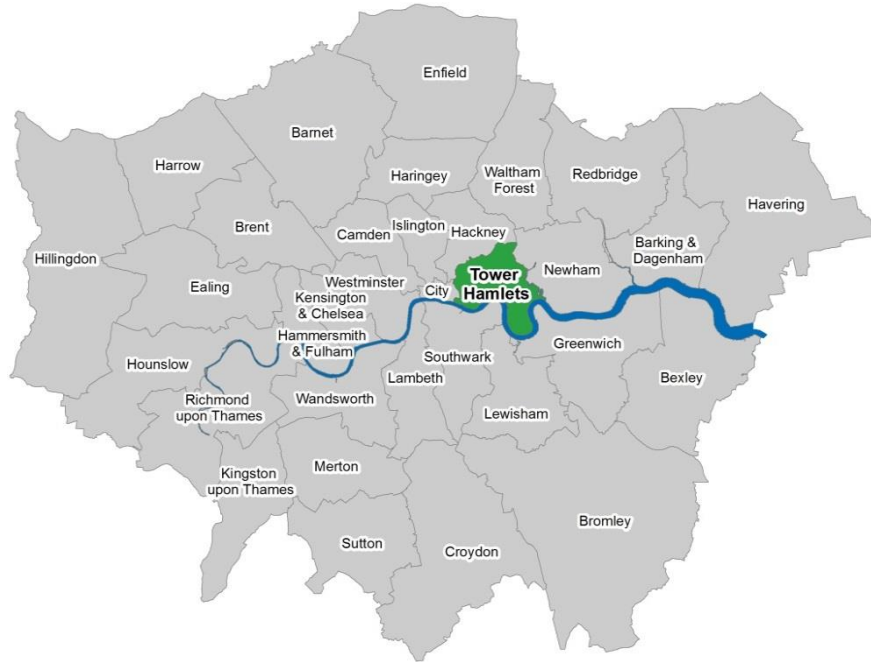 Enfield
Barnet
Harrow
Haringey
Waltham
Forest
Redbridge
Havering
Brent
Islington
Camden
Hackney
Barking &
Dagenham
Hillingdon
Ealing
Westminster
City
Tower
Hamlets
Newham
Kensington
& Chelsea
Hammersmith
& Fulham
Hounslow
Southwark
Greenwich
Lambeth
Bexley
Richmond
upon Thames
Wandsworth
Lewisham
Merton
Kingston
upon Thames
Bromley
Sutton
Croydon